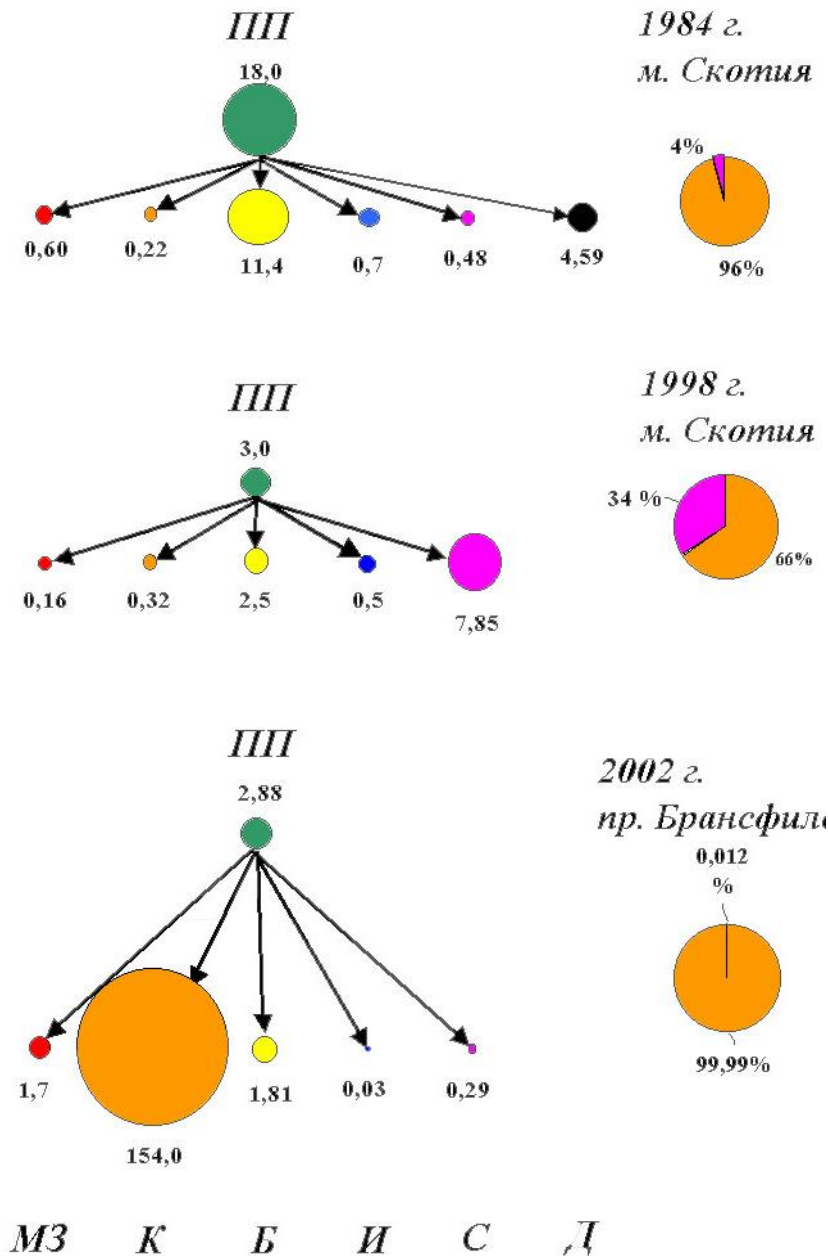 ПП
1984 г.
м. Скотия
18,0
4%
0,60
0,22
11,4
0,7
0,48
4,59
96%
ПП
1998 г.
м. Скотия
3,0
34 %
66%
0,16
0,32
2,5
0,5
7,85
ПП
2,88
2002 г.
пр. Брансфилд
0,012
%
99,99%
1,7
154,0
1,81
0,03
0,29
МЗ К Б И С Д